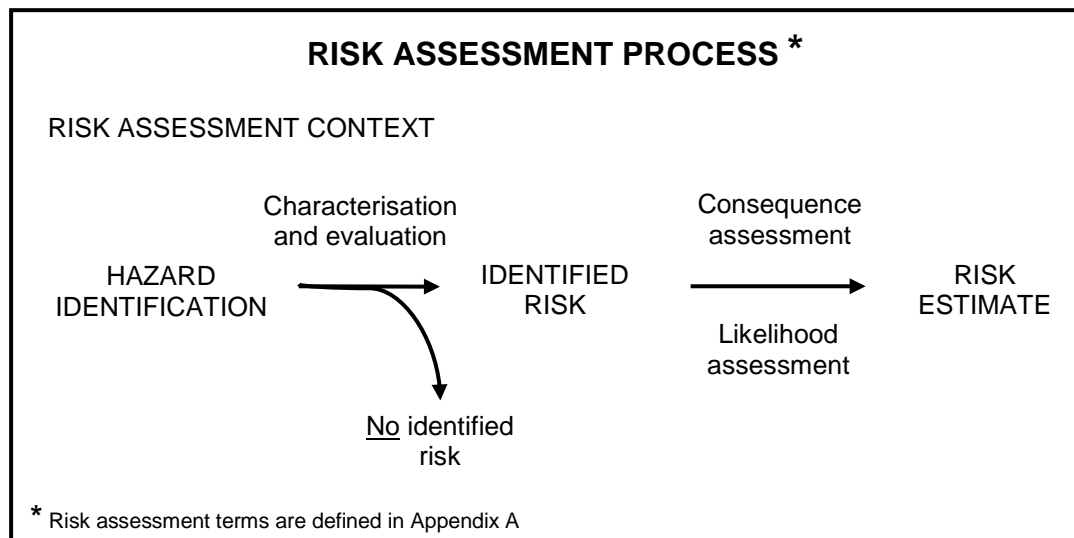 RISK ASSESSMENT PROCESS *
RISK ASSESSMENT CONTEXT
Characterisation
and evaluation
Consequence
assessment
HAZARD
IDENTIFICATION
IDENTIFIED
RISK
RISK
ESTIMATE
Likelihood
assessment
No identified
risk
* Risk assessment terms are defined in Appendix A